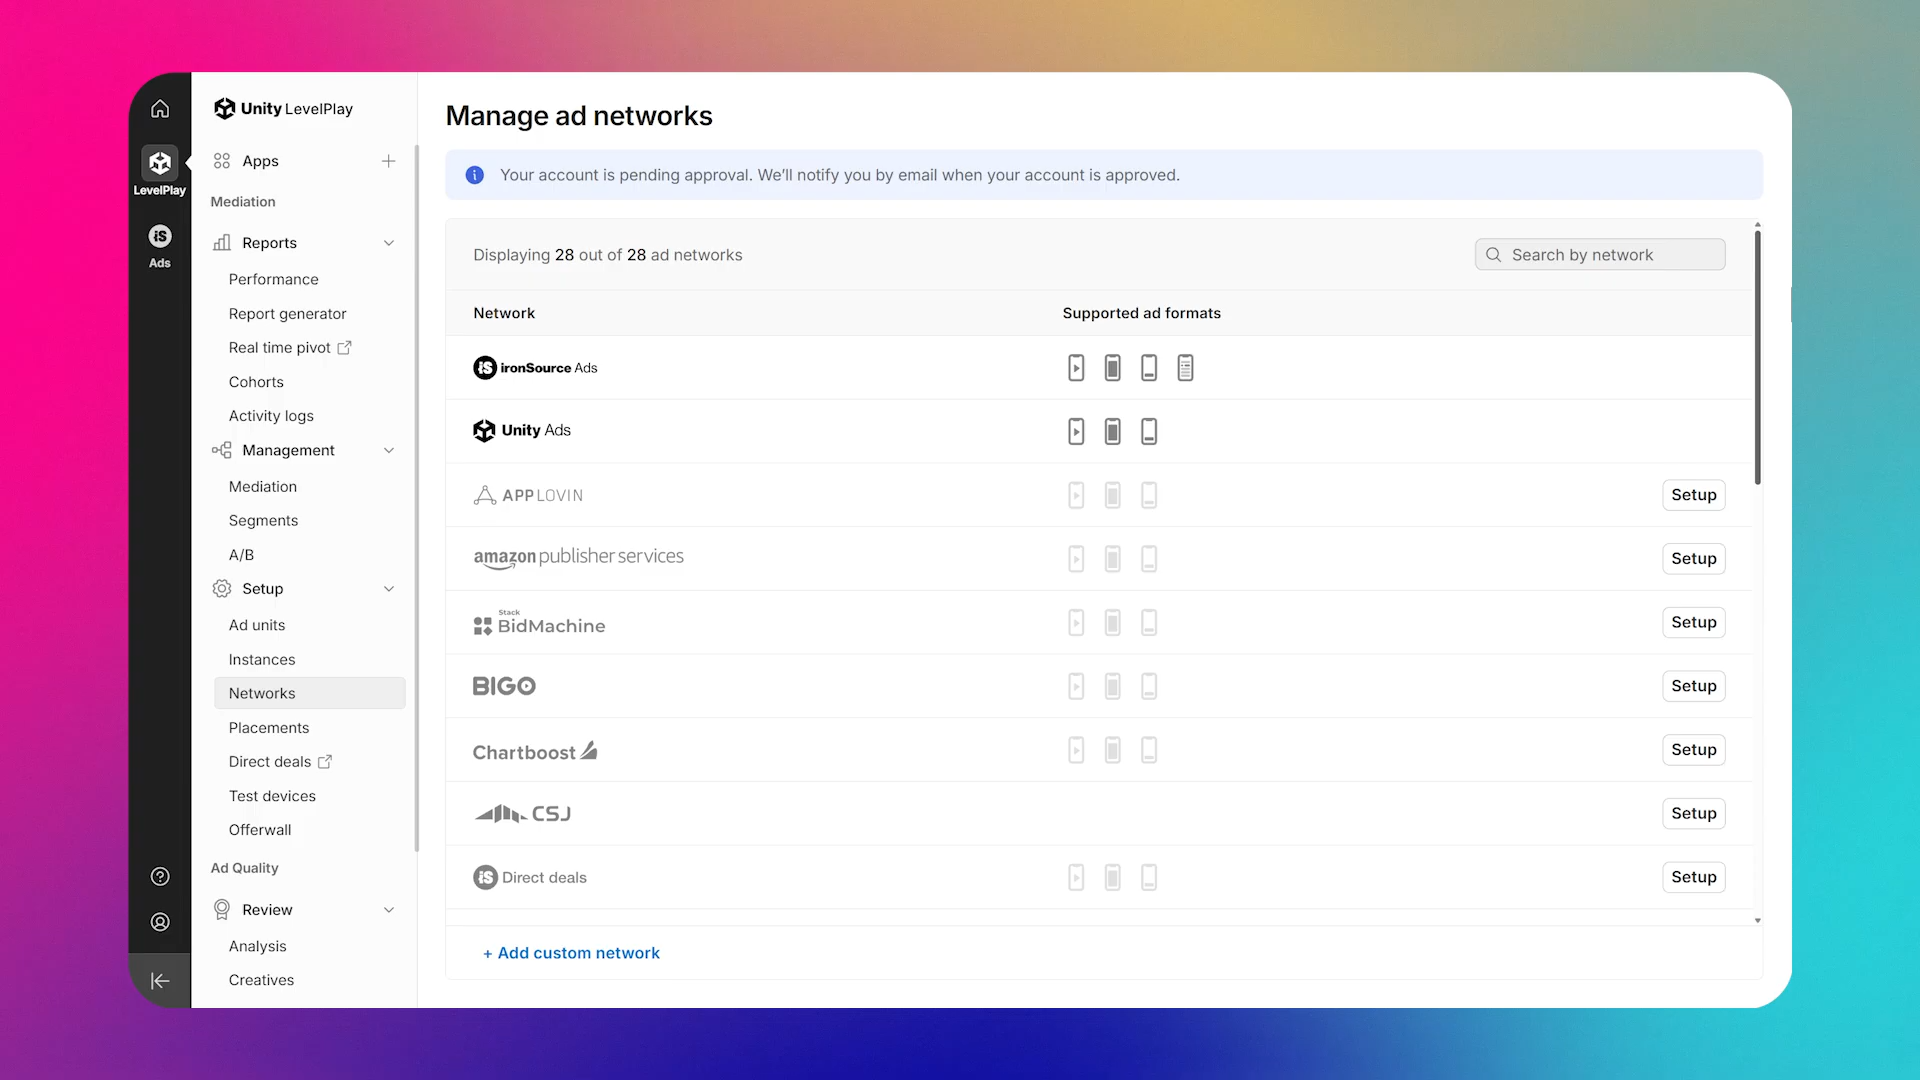 LevelPlay
iS
Ads
Unity LevelPlay
Apps
Mediation
Reports
Performance
Report generator
Real time pivot
Cohorts
Activity logs
Management
Mediation
Segments
A/B
Setup
Ad units
Instances
Networks
Placements
Direct deals
Test devices
Offerwall
Ad Quality
Review
Analysis
Creatives
Manage ad networks
Your account is pending approval. We’ll notify you by email when your account is approved.
Displaying 28 out of 28 ad networks
Search by network
Network Supported ad formats
iS ironSource Ads
Unity Ads
APPLOVIN Setup
amazon publisher services Setup
Stack
BidMachine Setup
BIGO Setup
Chartboost Setup
CSJ Setup
iS Direct deals Setup
+ Add custom network